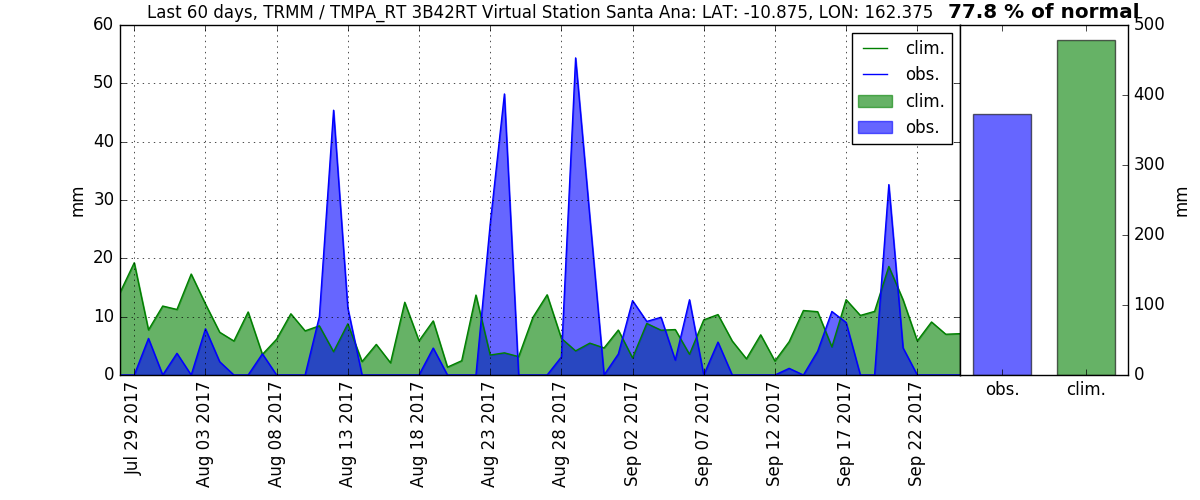 Last 60 days, TRMM / TMPA_RT 3B42RT Virtual Station Santa Ana: LAT: -10.875, LON: 162.375
77.8 % of normal
60
50
40
30
20
10
0
mm
clim.
obs.
clim.
obs.
Jul 29 2017
Aug 03 2017
Aug 08 2017
Aug 13 2017
Aug 18 2017
Aug 23 2017
Aug 28 2017
Sep 02 2017
Sep 07 2017
Sep 12 2017
Sep 17 2017
Sep 22 2017
500
400
300
200
100
0
mm
obs.
clim.